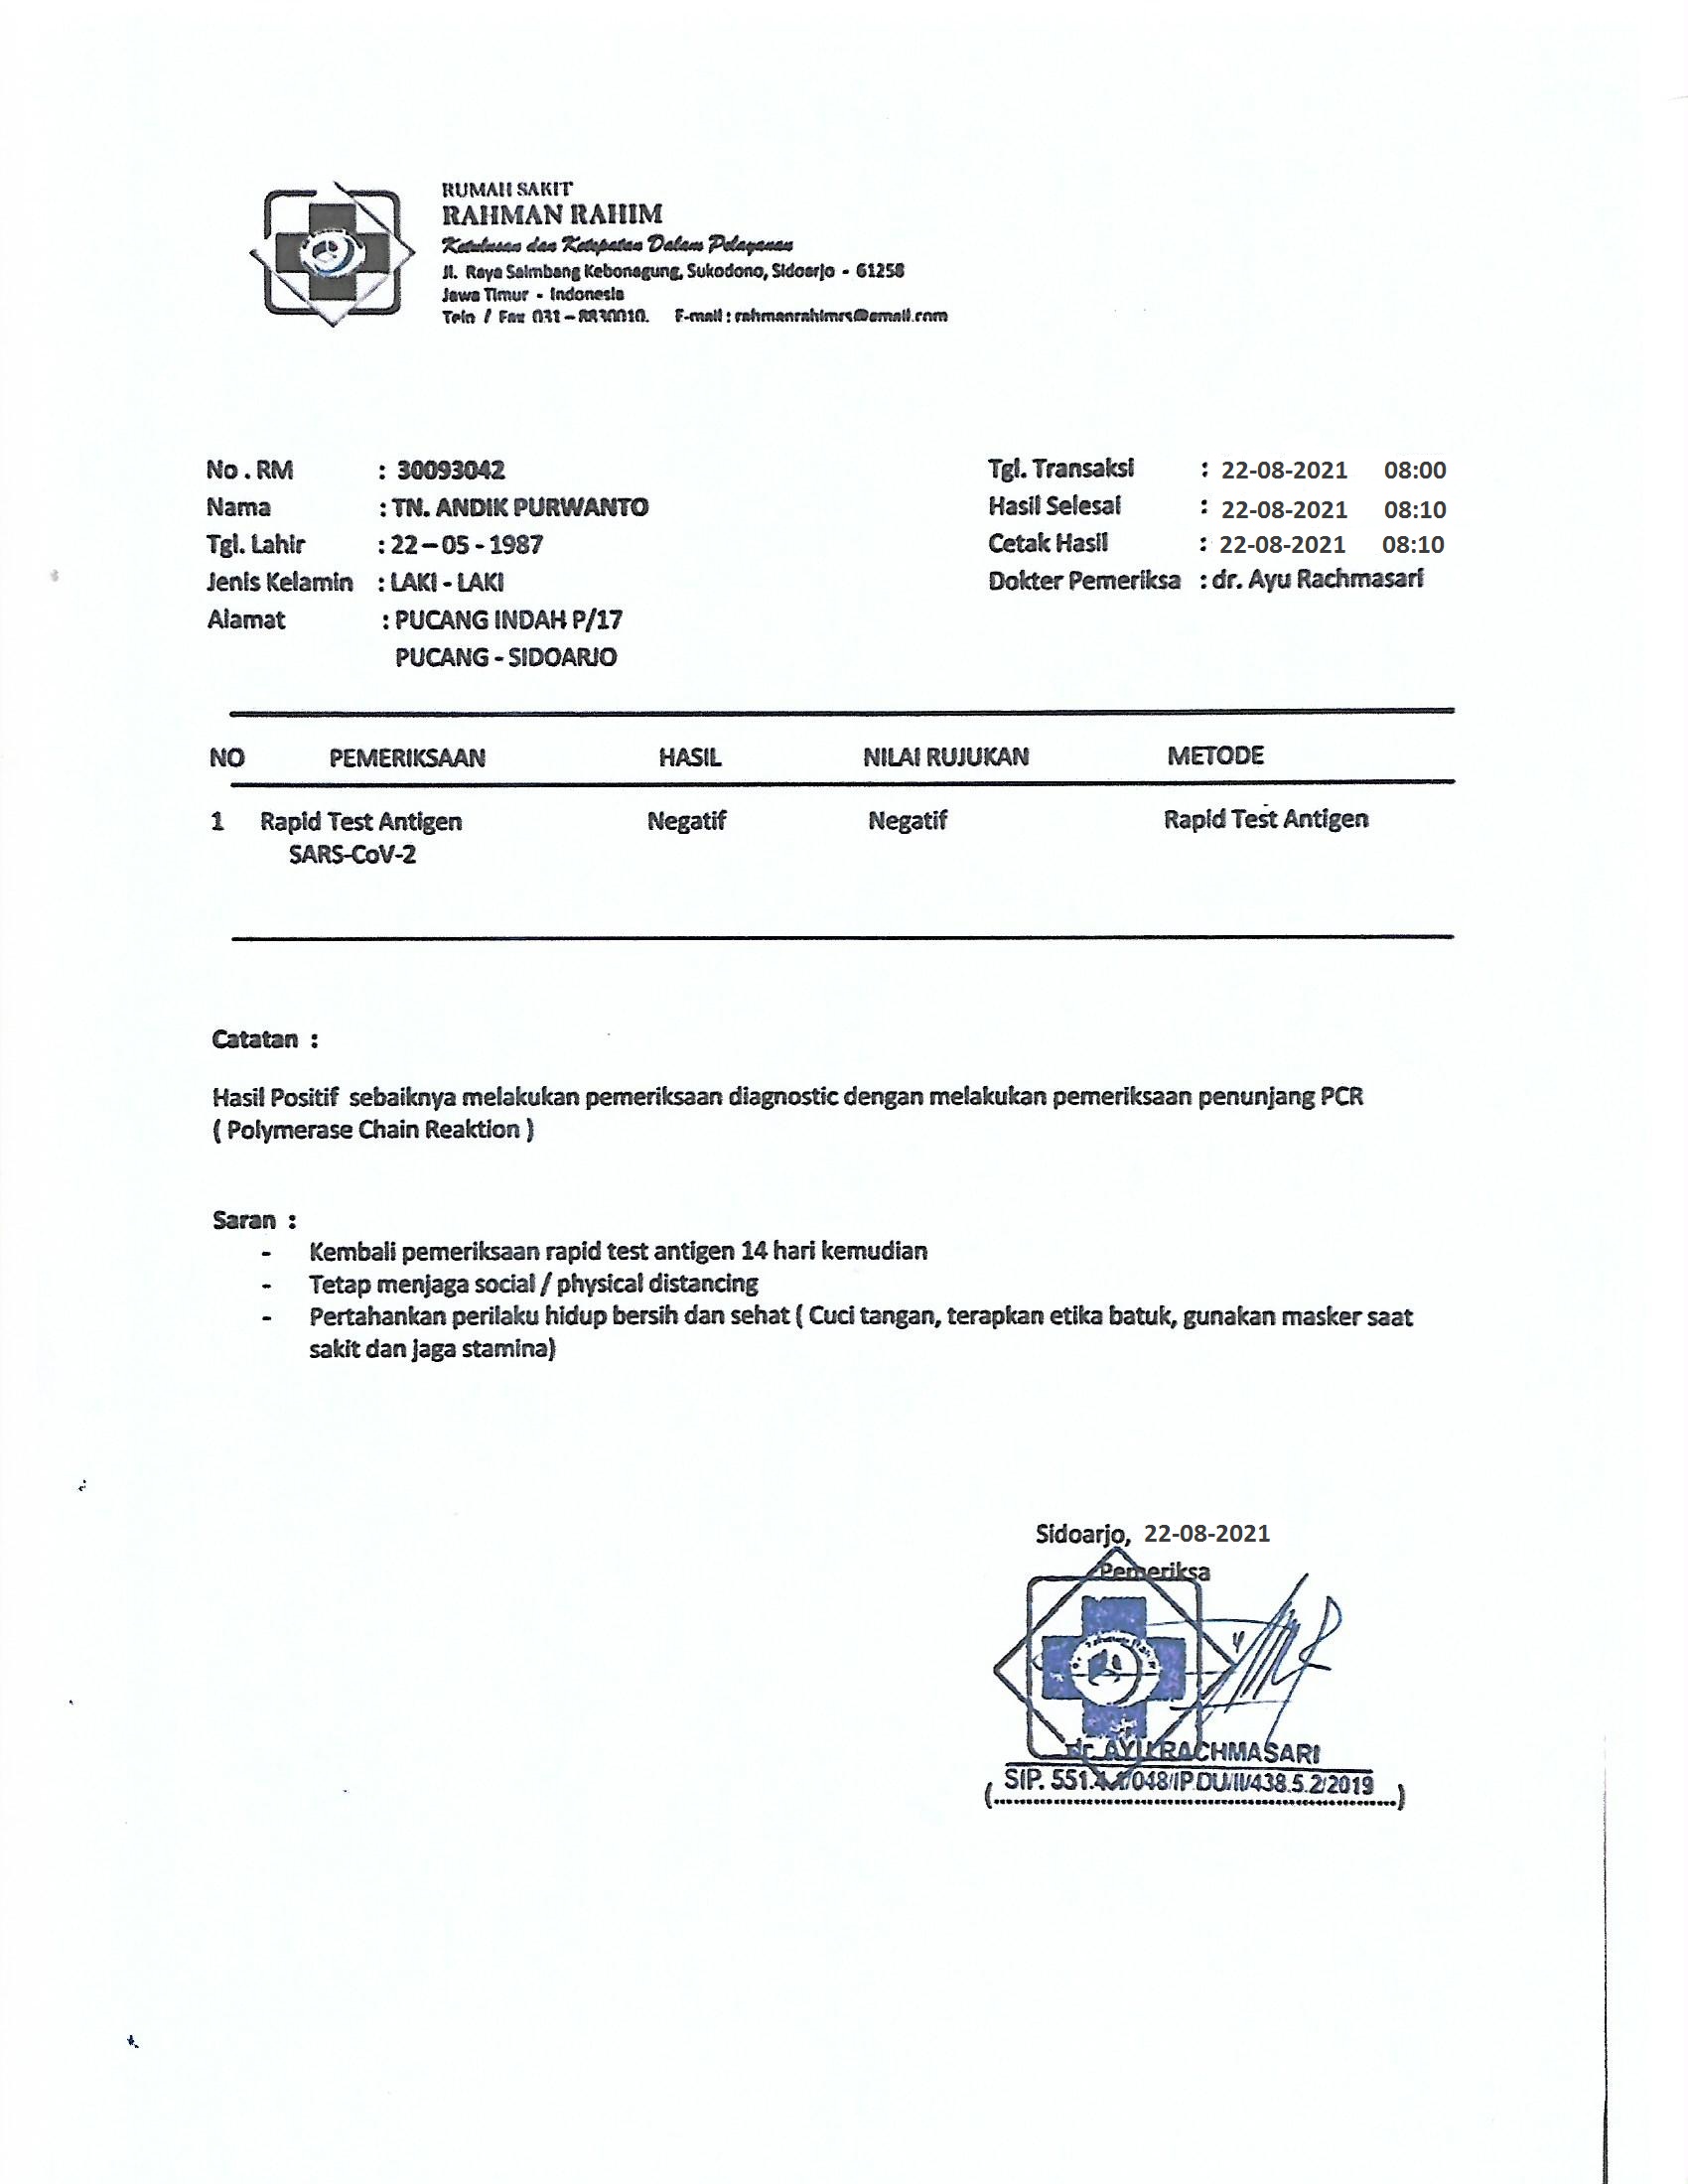 RUMAH SAKIT
RAHMAN RAHIM
Ketulusan dan Ketepatan Dalam Pelayanan
Jl. Raya Saimbang Kebonagung, Sukodono, Sidoarjo - 61258
Jawa Timur - Indonesia
Telp / Fax 031 – 8830010. E-mail : rahmanrahimrs@gmail.com
No . RM : 30093042
Nama : TN. ANDIK PURWANTO
Tgl. Lahir : 22 – 05 - 1987
Jenis Kelamin : LAKI - LAKI
Alamat : PUCANG INDAH P/17
PUCANG - SIDOARJO
Tgl. Transaksi : 22-08-2021 08:00
Hasil Selesai : 22-08-2021 08:10
Cetak Hasil : 22-08-2021 08:10
Dokter Pemeriksa : dr. Ayu Rachmasari
NO PEMERIKSAAN HASIL NILAI RUJUKAN METODE
1 Rapid Test Antigen Negatif Negatif Rapid Test Antigen
SARS-CoV-2
Catatan :
Hasil Positif sebaiknya melakukan pemeriksaan diagnostic dengan melakukan pemeriksaan penunjang PCR
( Polymerase Chain Reaktion )
Saran :
- Kembali pemeriksaan rapid test antigen 14 hari kemudian
- Tetap menjaga social / physical distancing
- Pertahankan perilaku hidup bersih dan sehat ( Cuci tangan, terapkan etika batuk, gunakan masker saat
sakit dan jaga stamina)
Sidoarjo, 22-08-2021
Pemeriksa
dr. AYU RACHMASARI
SIP. 551.4.1/048/IP.DU/II/438.5.2/2019
(..........)